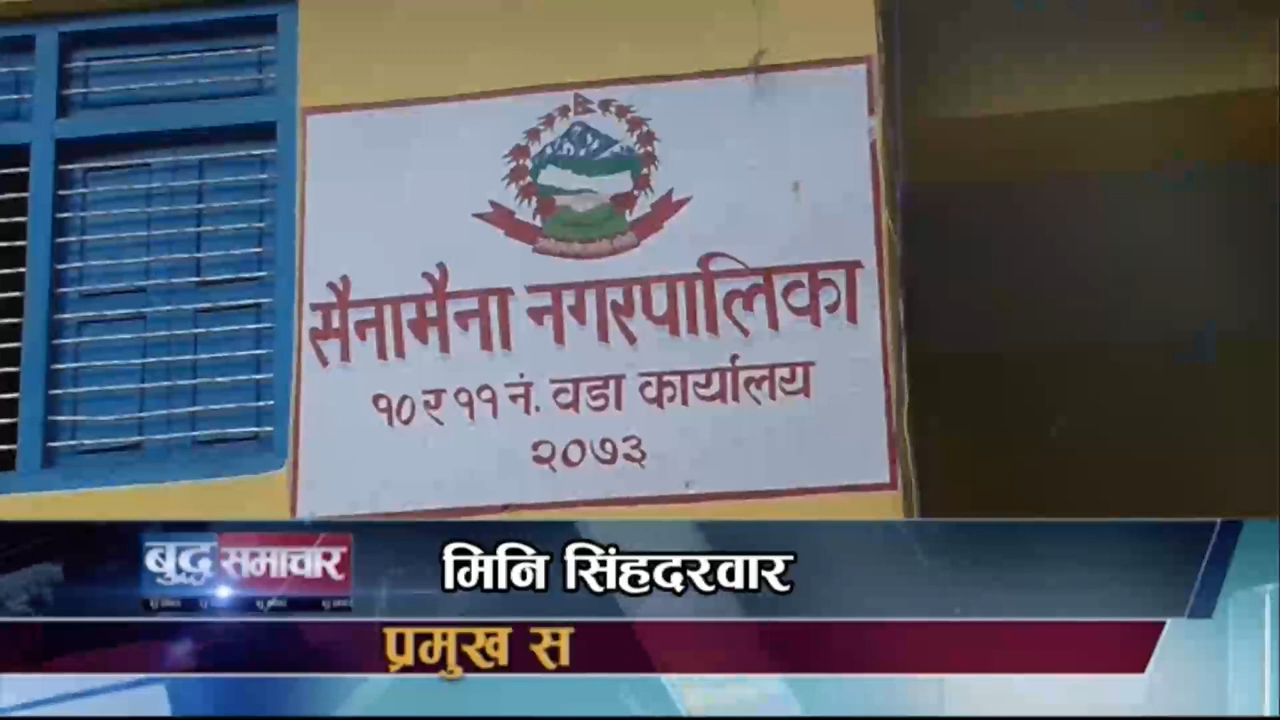 सैनामैना नगरपालिका
१० र ११ नं. वडा कार्यालय
२०७३
बुद्ध समाचार
मिनि सिंहदरवार
प्रमुख स